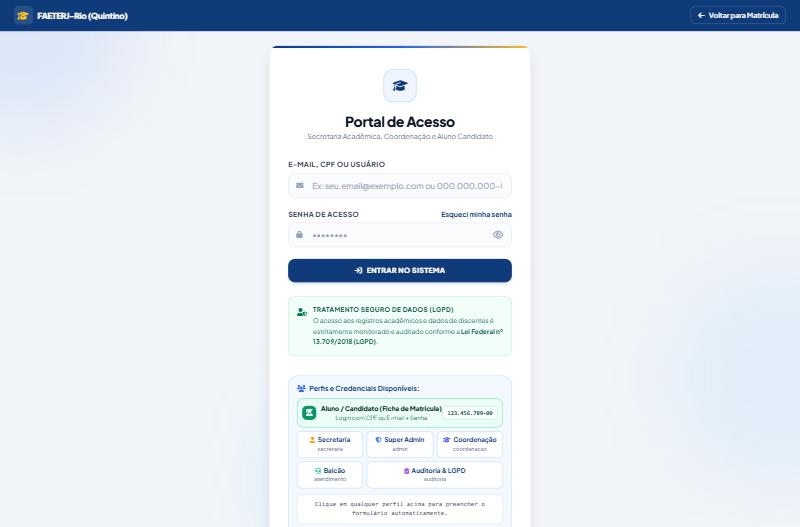 FAETERJ-Rio (Quintino)
Voltar para Matrícula
Portal de Acesso
Secretaria Acadêmica, Coordenação e Aluno Candidato
E-MAIL, CPF OU USUÁRIO
Ex: seu.email@exemplo.com ou 000.000.000-
SENHA DE ACESSO
Esqueci minha senha
ENTRAR NO SISTEMA
TRATAMENTO SEGURO DE DADOS (LGPD)
O acesso aos registros acadêmicos e dados de discentes é
estritamente monitorado e auditado conforme a Lei Federal nº
13.709/2018 (LGPD).
Perfis e Credenciais Disponíveis:
Aluno / Candidato (Ficha de Matrícula)
Login com CPF ou E-mail + Senha
123.456.789-00
Secretaria
secretaria
Super Admin
admin
Coordenação
coordenacao
Balcão
atendimento
Auditoria & LGPD
auditoria
Clique em qualquer perfil acima para preencher o
formulário automaticamente.